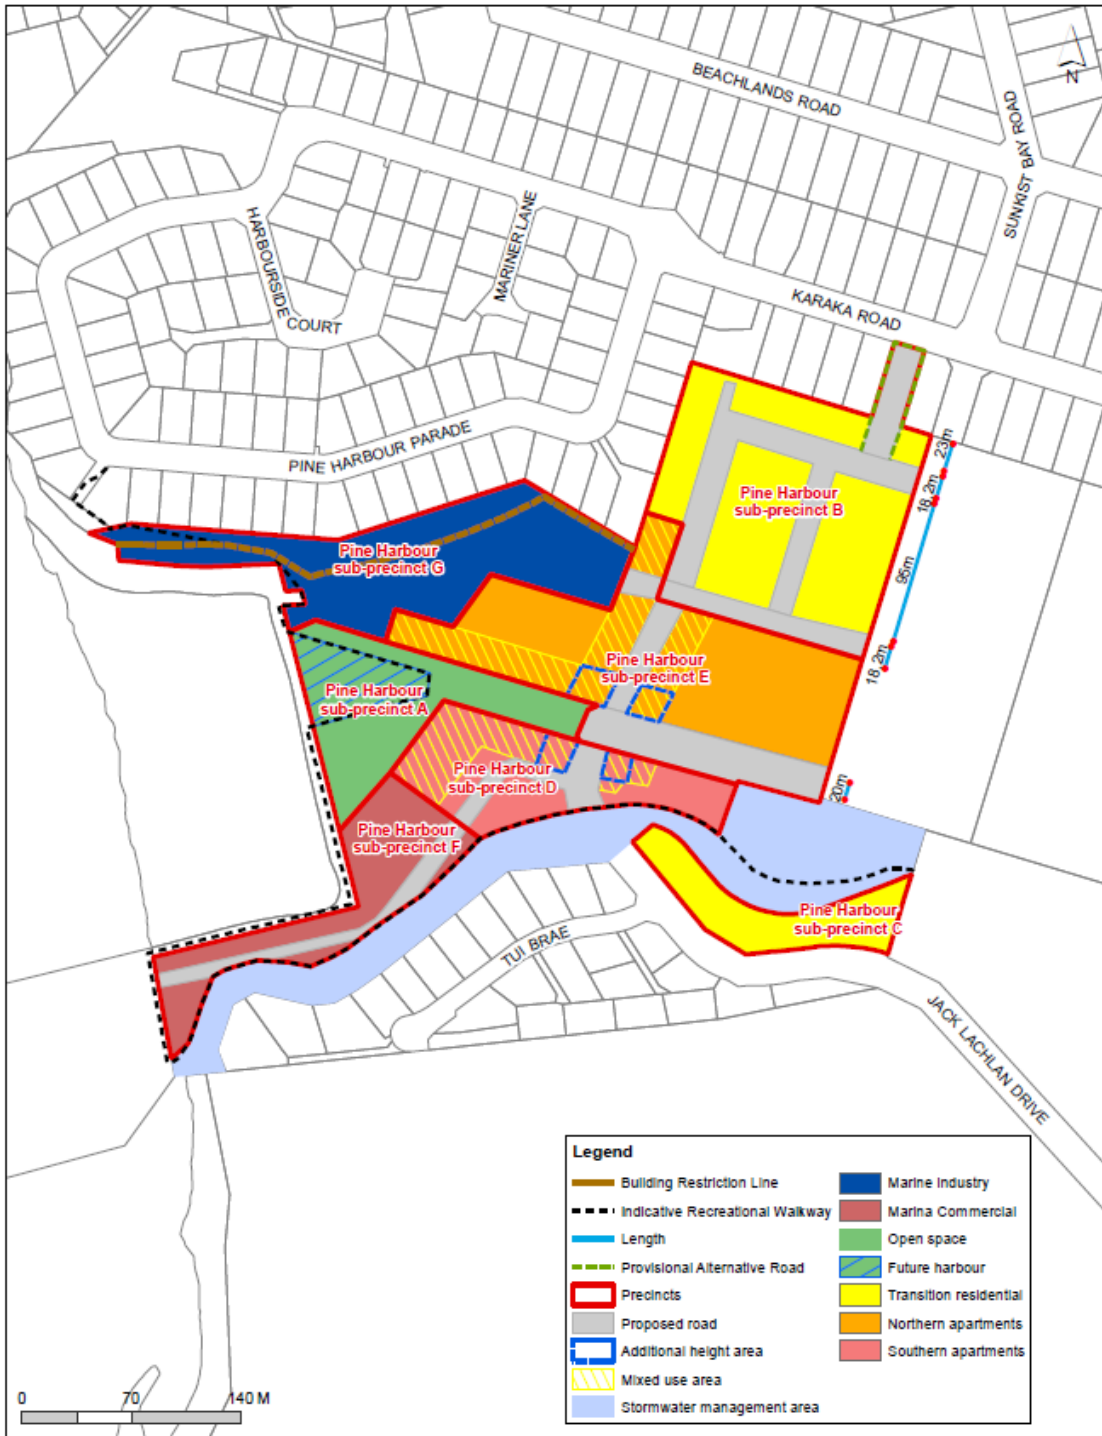 BEACHLANDS ROAD
SUNKIST BAY ROAD
N
HARBOURSIDE
COURT
MARINER LANE
KARAKA ROAD
PINE HARBOUR PARADE
23m
18.2m
95m
18.2m
20m
Pine Harbour
sub-precinct B
Pine Harbour
sub-precinct G
Pine Harbour
sub-precinct E
Pine Harbour
sub-precinct A
Pine Harbour
sub-precinct D
Pine Harbour
sub-precinct F
Pine Harbour
sub-precinct C
TUI BRAE
JACK LACHLAN DRIVE
Legend
Building Restriction Line
Indicative Recreational Walkway
Length
Provisional Alternative Road
Precincts
Proposed road
Additional height area
Mixed use area
Stormwater management area
Marine Industry
Marina Commercial
Open space
Future harbour
Transition residential
Northern apartments
Southern apartments
0 70 140 M